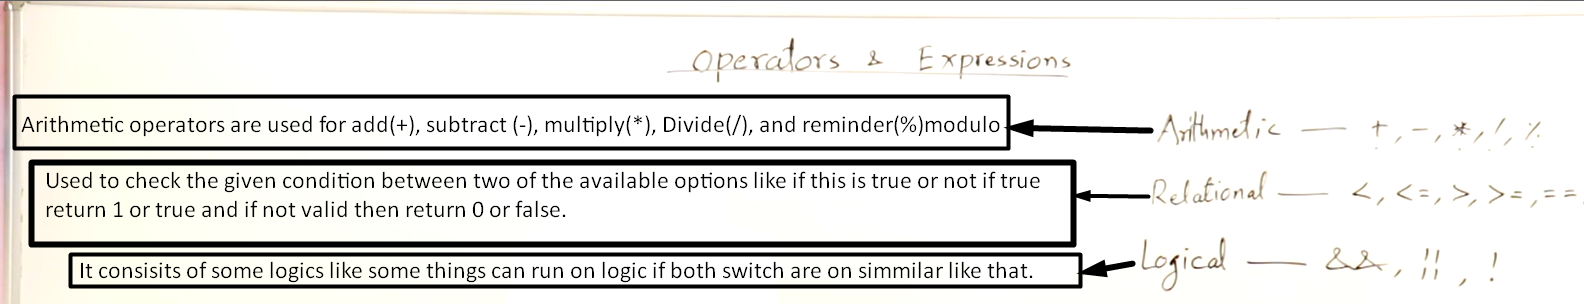 Operators & Expressions
Arithmetic operators are used for add(+), subtract (-), multiply(*), Divide(/), and reminder(%)modulo
Arithmetic — +, -, *, /, %
Used to check the given condition between two of the available options like if this is true or not if true
return 1 or true and if not valid then return 0 or false.
Relational — <, <=, >, >=, ==,
It consisits of some logics like some things can run on logic if both switch are on simmilar like that.
Logical — &&, ||, !